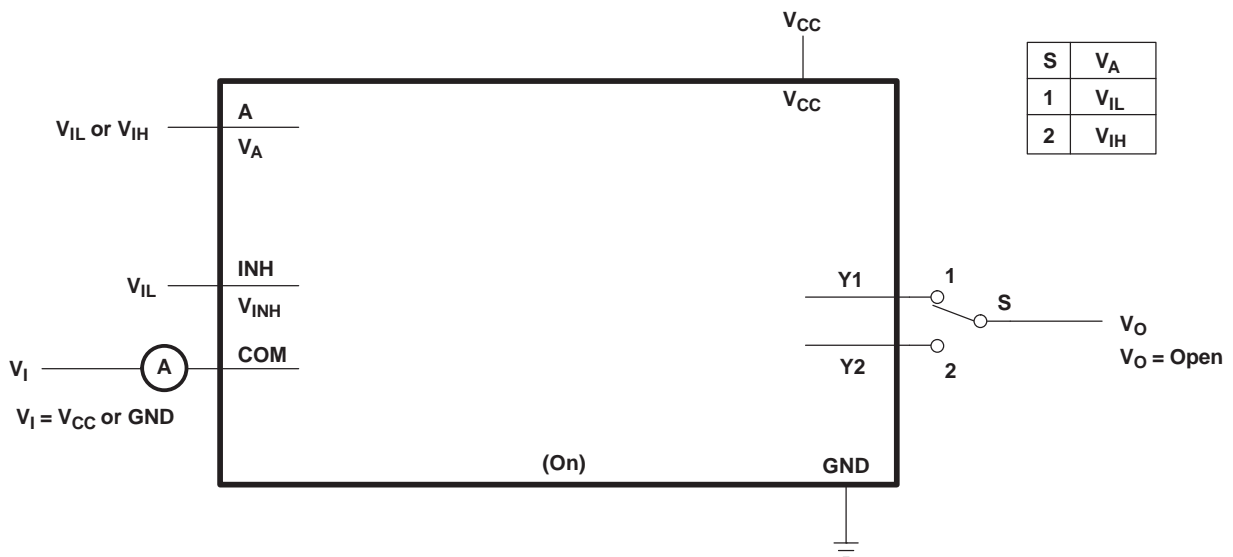 VCC
S VA
1 VIL
2 VIH
VCC
A
VIL or VIH
VA
INH
VIL
VINH
Y1
1
S
VO
VO = Open
COM
VI
A
Y2
2
VI = VCC or GND
(On)
GND